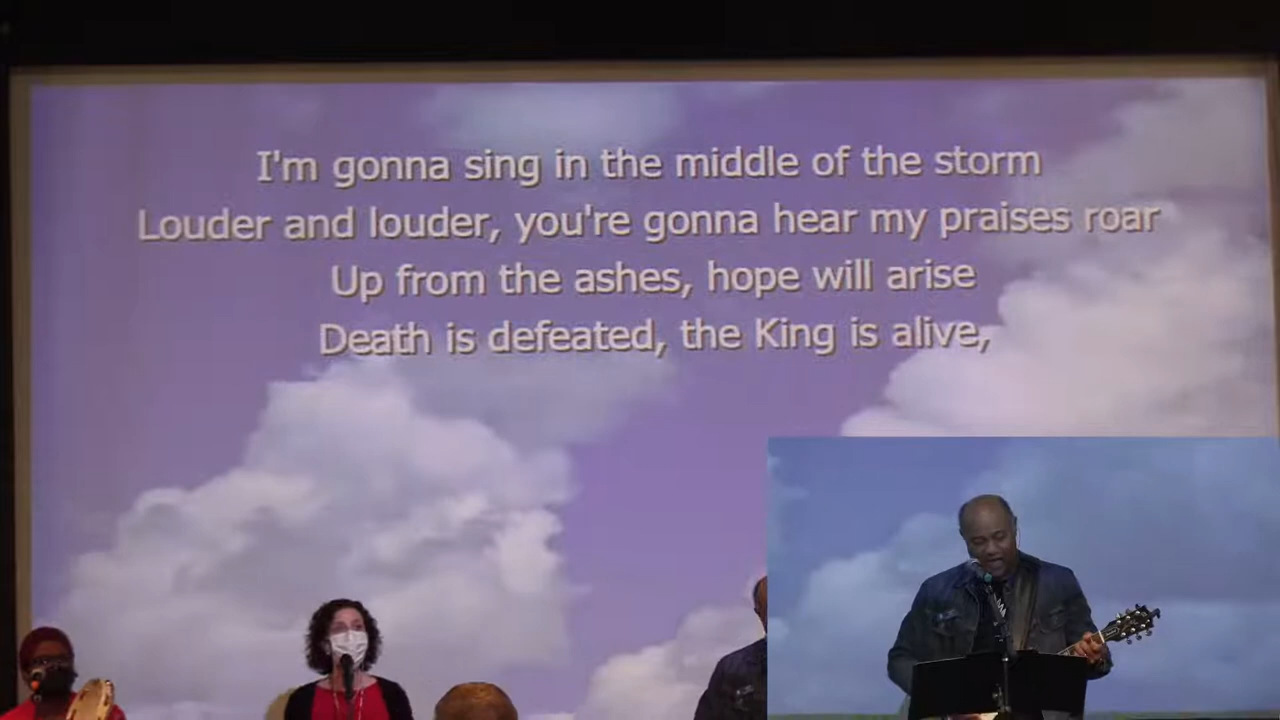 I'm gonna sing in the middle of the storm
Louder and louder, you're gonna hear my praises roar
Up from the ashes, hope will arise
Death is defeated, the King is alive,